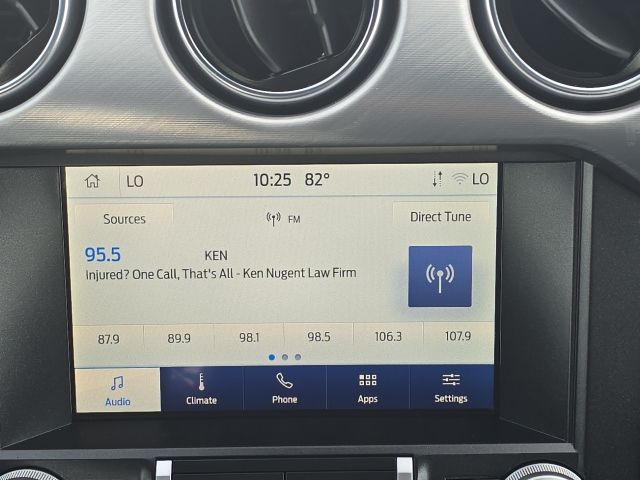 LO 10:25 82° LO
Sources FM Direct Tune
95.5 KEN
Injured? One Call, That's All - Ken Nugent Law Firm
87.9 89.9 98.1 98.5 106.3 107.9
Audio Climate Phone Apps Settings